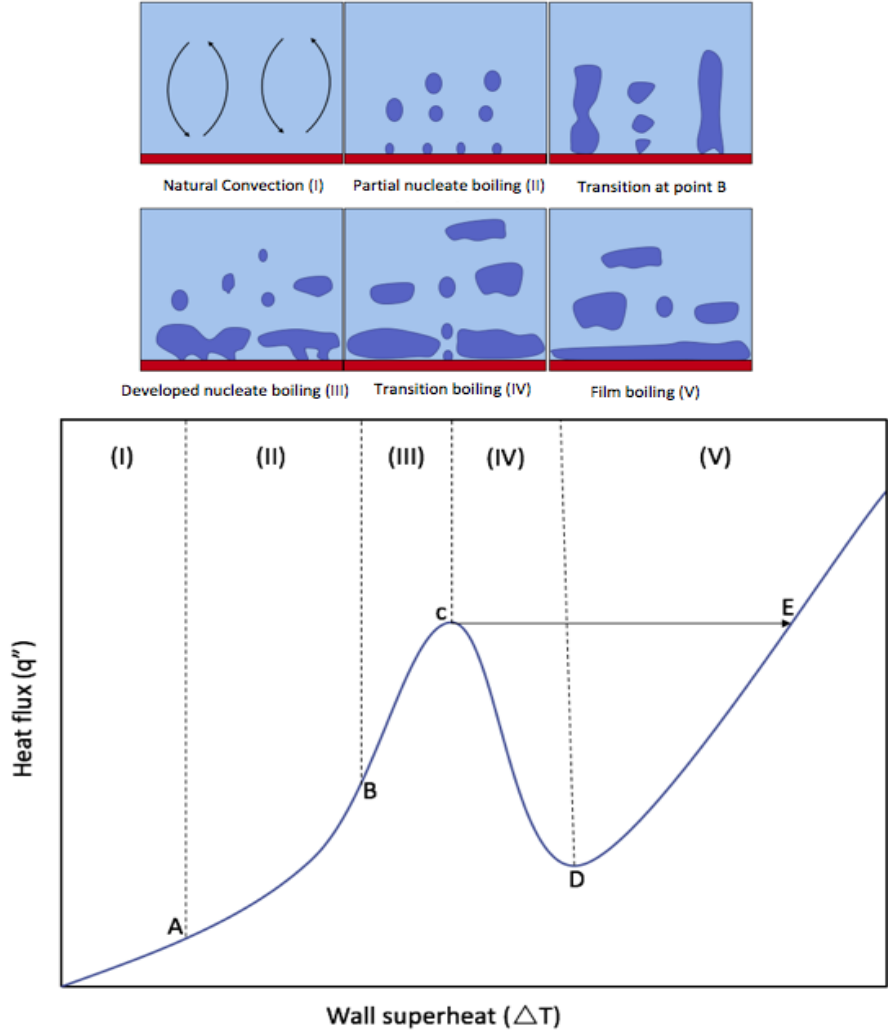 Natural Convection (I)
Partial nucleate boiling (II)
Transition at point B
Developed nucleate boiling (III)
Transition boiling (IV)
Film boiling (V)
(I)
(II)
(III)
(IV)
(V)
c
E
B
D
A
Heat flux (q”)
Wall superheat (△T)